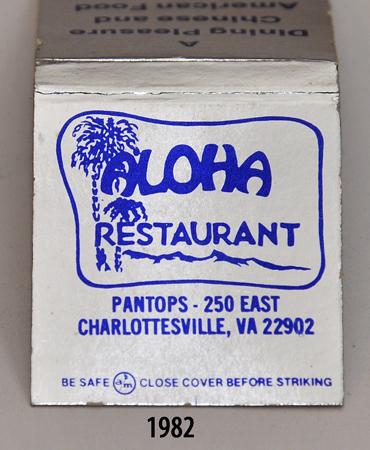 A
Dining Pleasure
Chinese and
American Food
ALOHA
RESTAURANT
PANTOPS - 250 EAST
CHARLOTTESVILLE, VA 22902
BE SAFE CLOSE COVER BEFORE STRIKING
1982